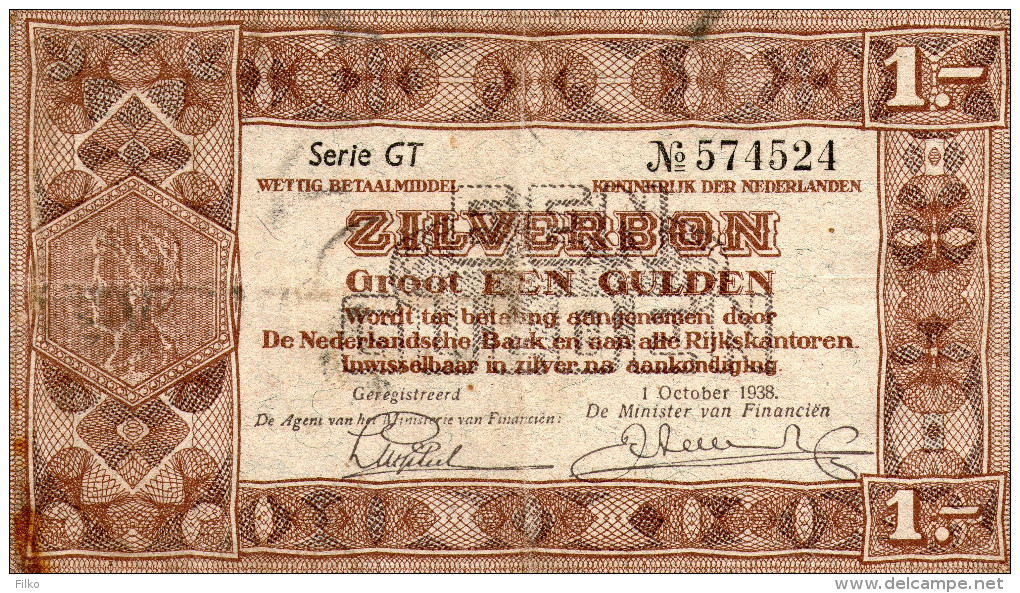 1.-
Serie GT
№ 574524
WETTIG BETAALMIDDEL
KONINKRIJK DER NEDERLANDEN
ZILVERBON
Groot EEN GULDEN
Wordt ter betaling aangenomen door
De Nederlandsche Bank en aan alle Rijkskantoren.
Inwisselbaar in zilver na aankondiging.
Geregistreerd
1 October 1938.
De Agent van het Ministerie van Financiën:
De Minister van Financiën
EEN
GULDEN
1.-
Filko
www.delcampe.net